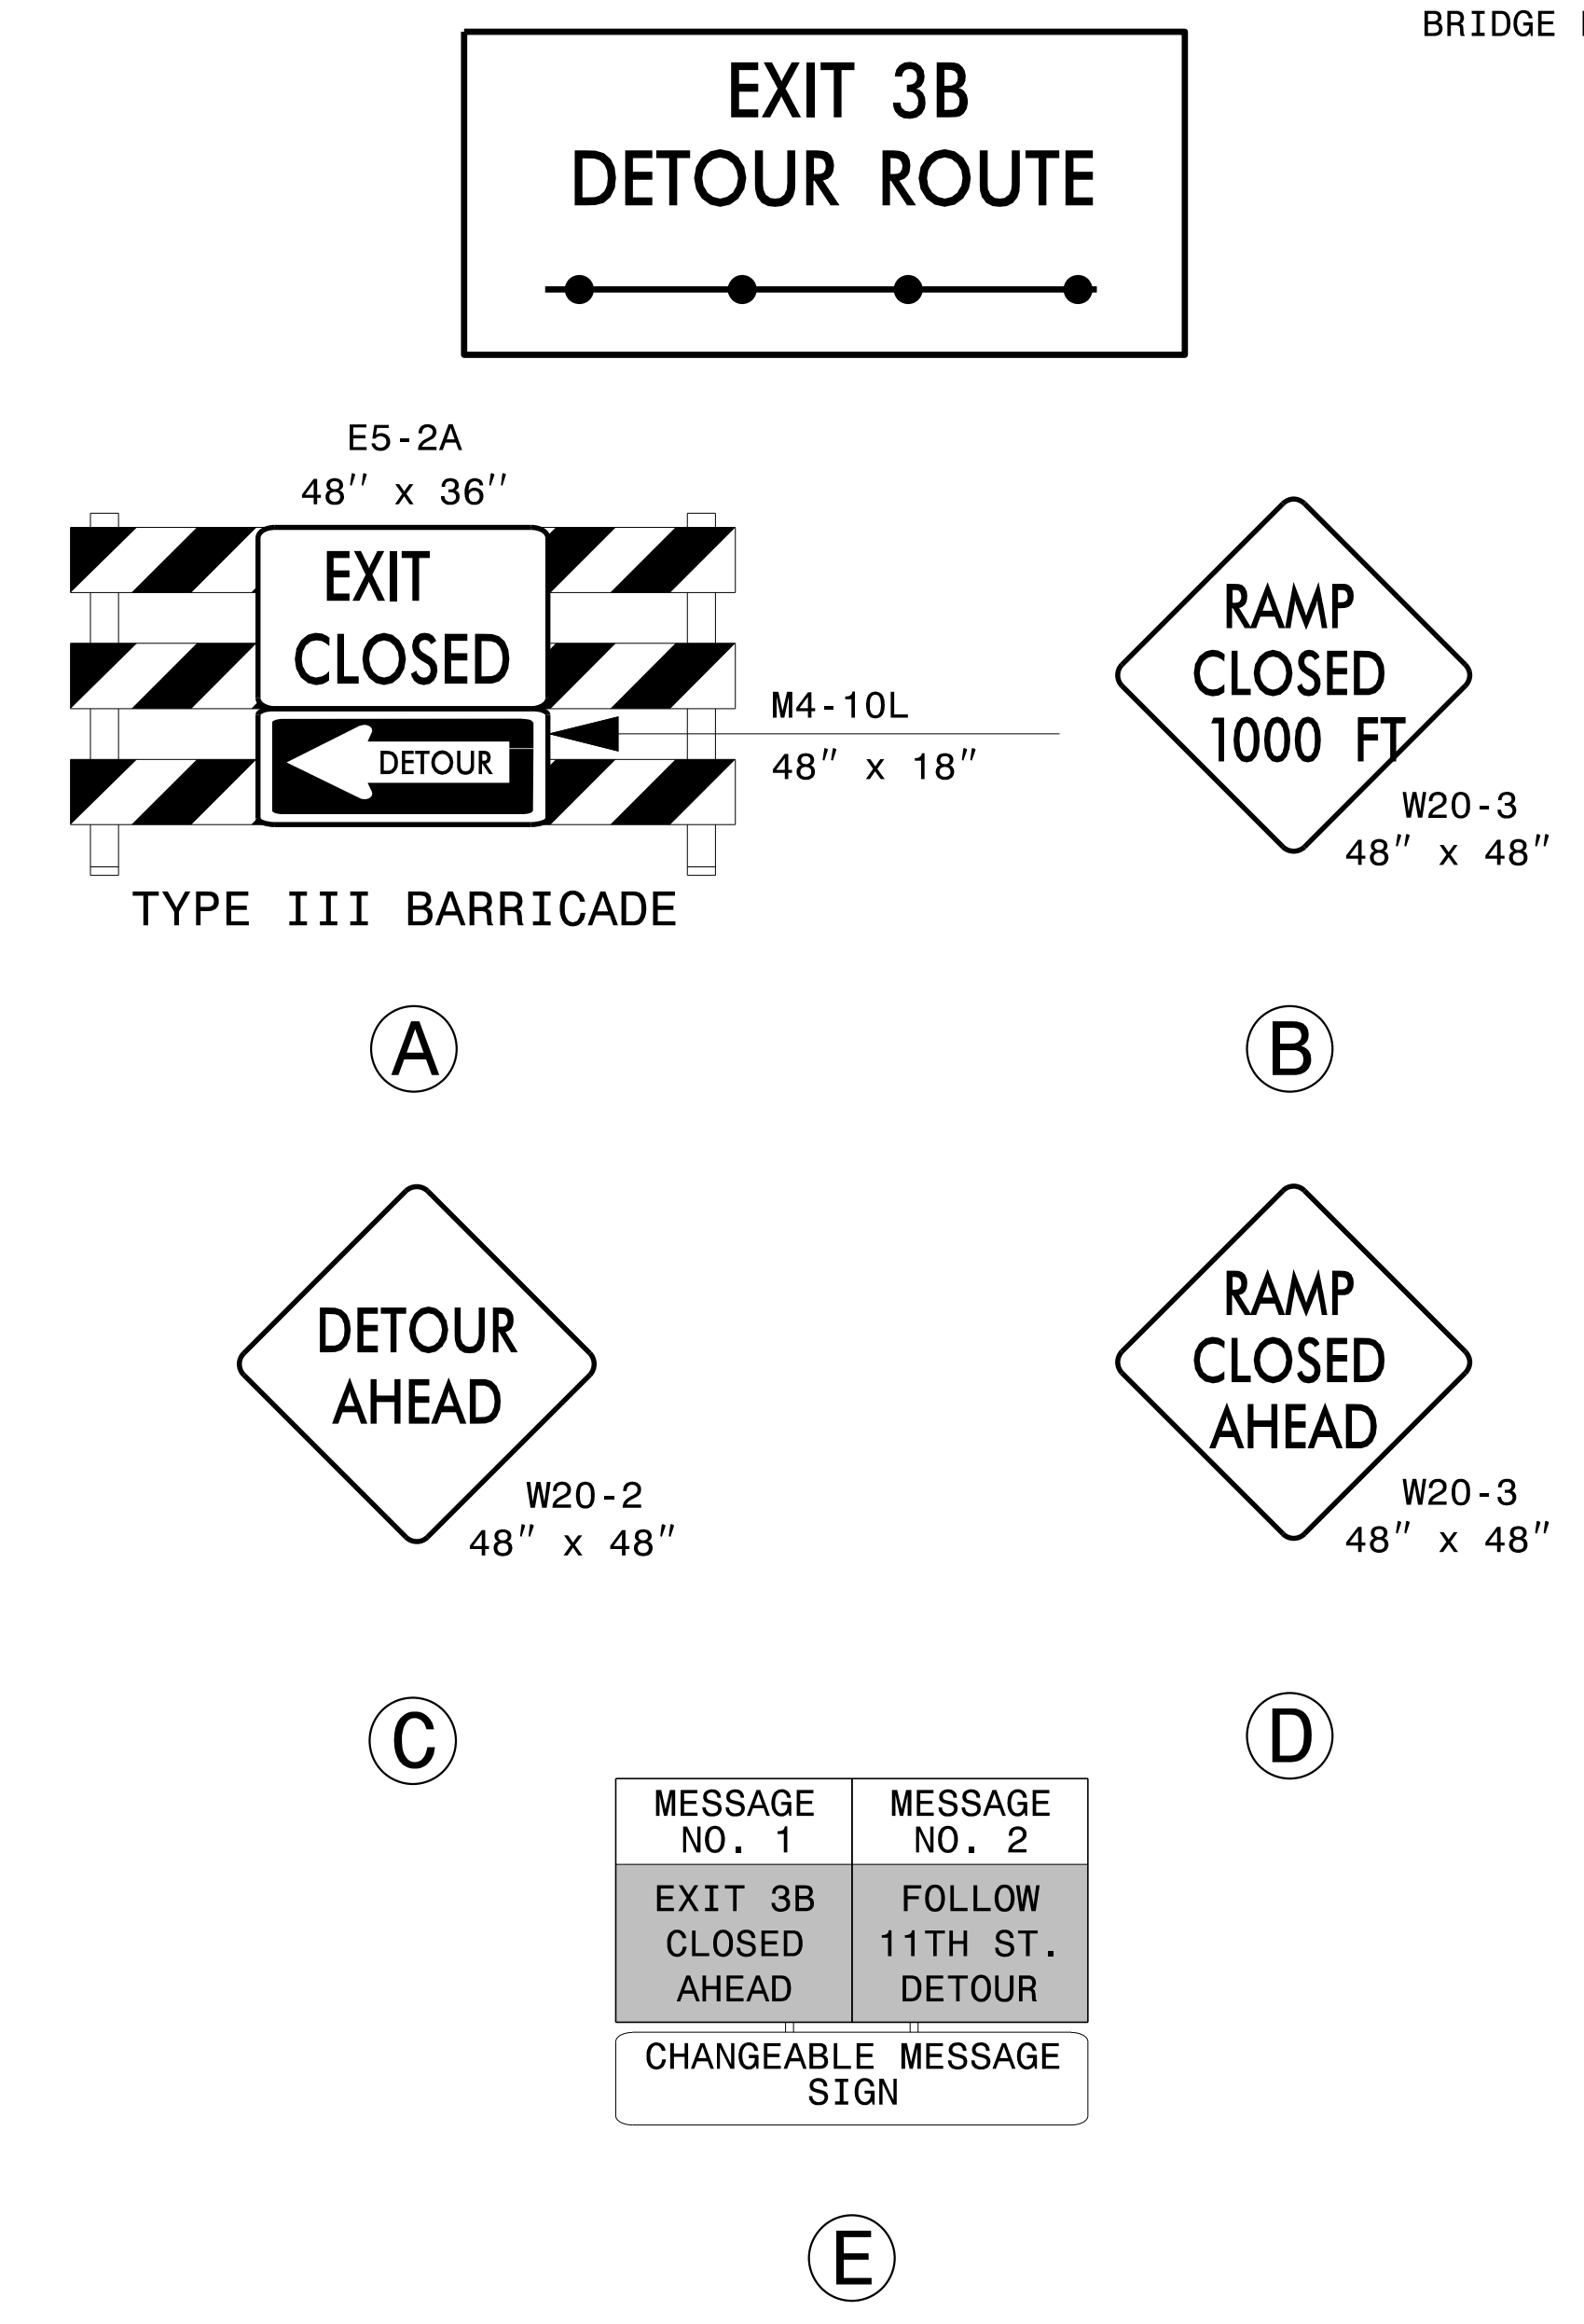 BRIDGE
EXIT 3B
DETOUR ROUTE
E5-2A
48" x 36"
EXIT
CLOSED
DETOUR
M4-10L
48" x 18"
TYPE III BARRICADE
A
RAMP
CLOSED
1000 FT
W20-3
48" x 48"
B
DETOUR
AHEAD
W20-2
48" x 48"
C
RAMP
CLOSED
AHEAD
W20-3
48" x 48"
D
MESSAGE
NO. 1
MESSAGE
NO. 2
EXIT 3B
CLOSED
AHEAD
FOLLOW
11TH ST.
DETOUR
CHANGEABLE MESSAGE
SIGN
E